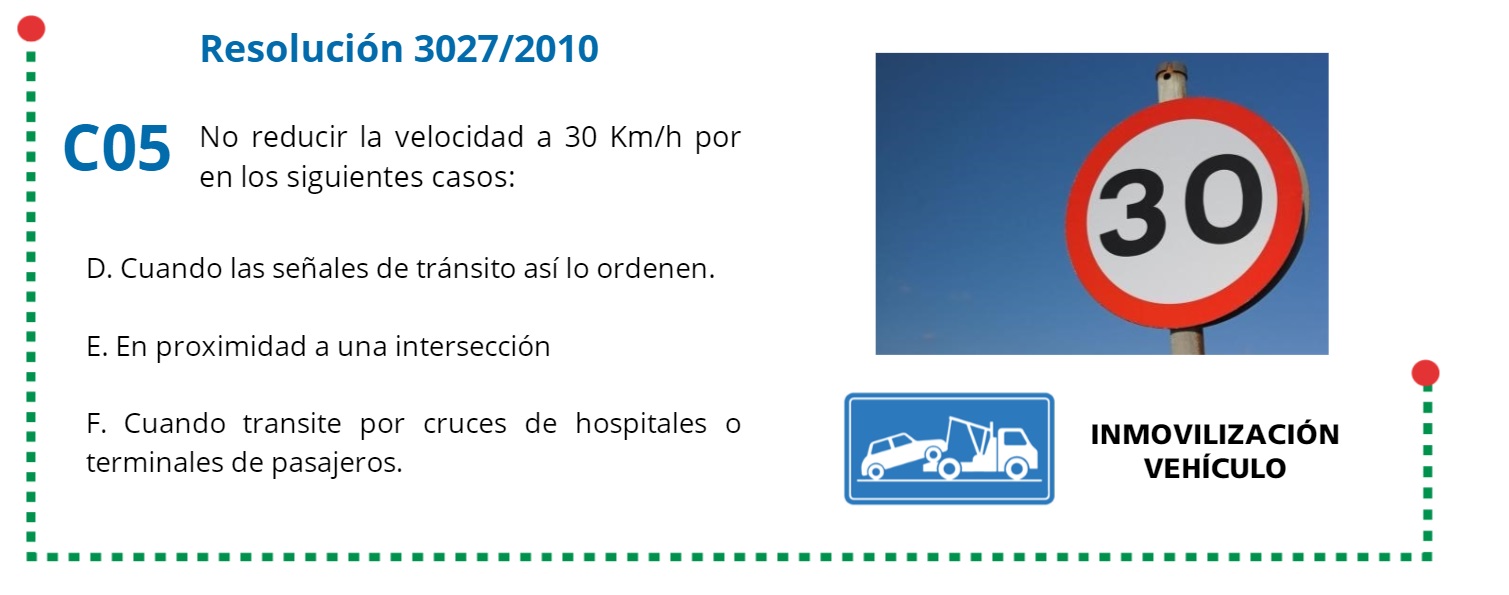 Resolución 3027/2010
C05
No reducir la velocidad a 30 Km/h por
en los siguientes casos:
D. Cuando las señales de tránsito así lo ordenen.
E. En proximidad a una intersección
F. Cuando transite por cruces de hospitales o
terminales de pasajeros.
30
INMOVILIZACIÓN
VEHÍCULO